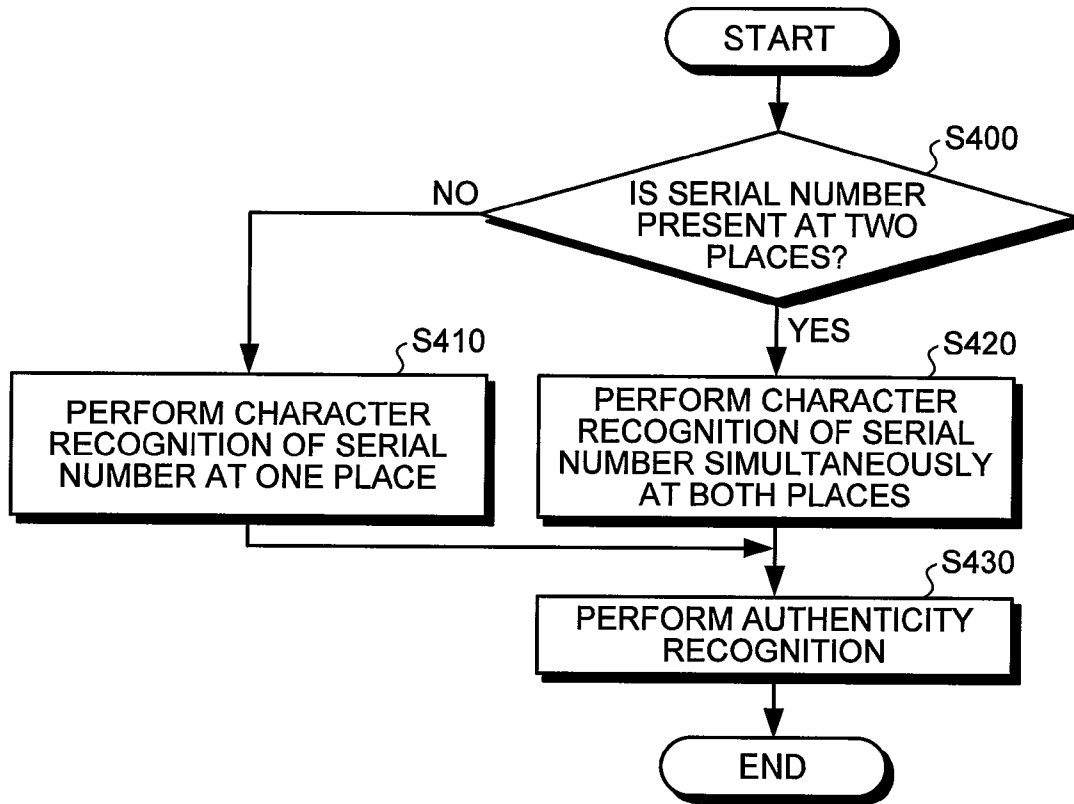 START
S400
IS SERIAL NUMBER
PRESENT AT TWO
PLACES?
NO
YES
S410
PERFORM CHARACTER
RECOGNITION OF SERIAL
NUMBER AT ONE PLACE
S420
PERFORM CHARACTER
RECOGNITION OF SERIAL
NUMBER SIMULTANEOUSLY
AT BOTH PLACES
S430
PERFORM AUTHENTICITY
RECOGNITION
END